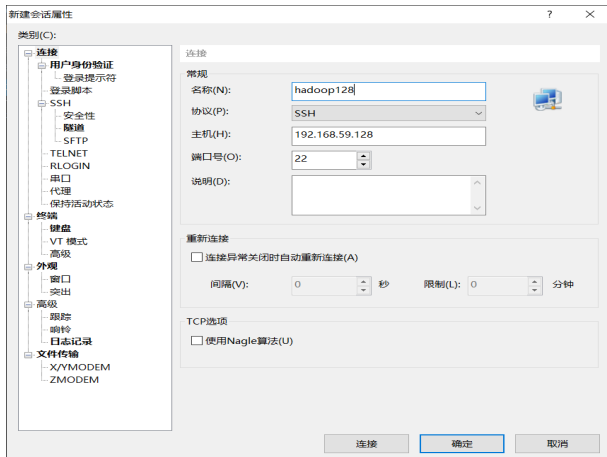 新建会话属性
?
类别(C):
连接
用户身份验证
登录提示符
登录脚本
SSH
安全性
隧道
SFTP
TELNET
RLOGIN
串口
代理
保持活动状态
终端
键盘
VT 模式
高级
外观
窗口
突出
高级
跟踪
响铃
日志记录
文件传输
X/YMODEM
ZMODEM
连接
常规
名称(N): hadoop128
协议(P): SSH
主机(H): 192.168.59.128
端口号(O): 22
说明(D):
重新连接
连接异常关闭时自动重新连接(A)
间隔(V): 0 秒 限制(L): 0 分钟
TCP选项
使用Nagle算法(U)
连接 确定 取消